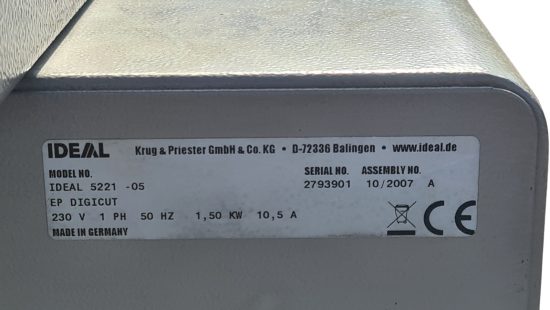 IDEAL Krug & Priester GmbH & Co. KG • D-72336 Balingen • www.ideal.de
MODEL NO. SERIAL NO. ASSEMBLY NO.
IDEAL 5221 -05 2793901 10/2007 A
EP DIGICUT
230 V 1 PH 50 HZ 1,50 KW 10,5 A
MADE IN GERMANY CE